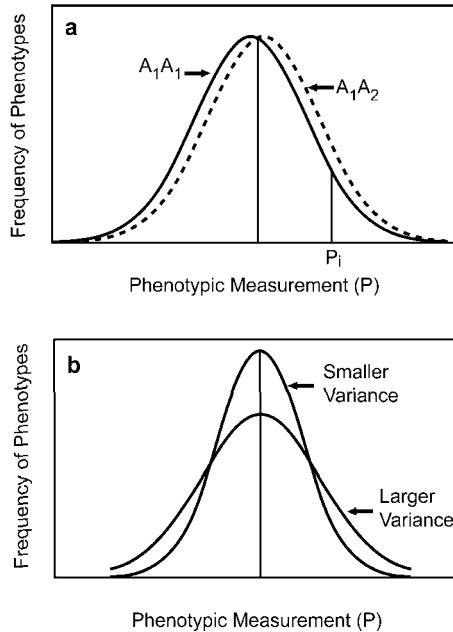 a
A1A1
A1A2
Frequency of Phenotypes
Pi
Phenotypic Measurement (P)
b
Smaller
Variance
Larger
Variance
Frequency of Phenotypes
Phenotypic Measurement (P)